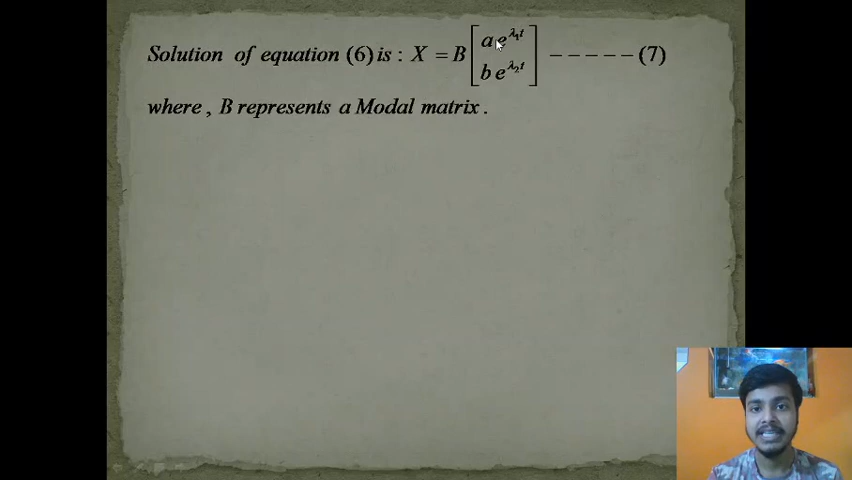 Solution of equation (6) is : X = B [ a e^{λ₁t} ; b e^{λ₂t} ] ––––– (7)
where , B represents a Modal matrix .